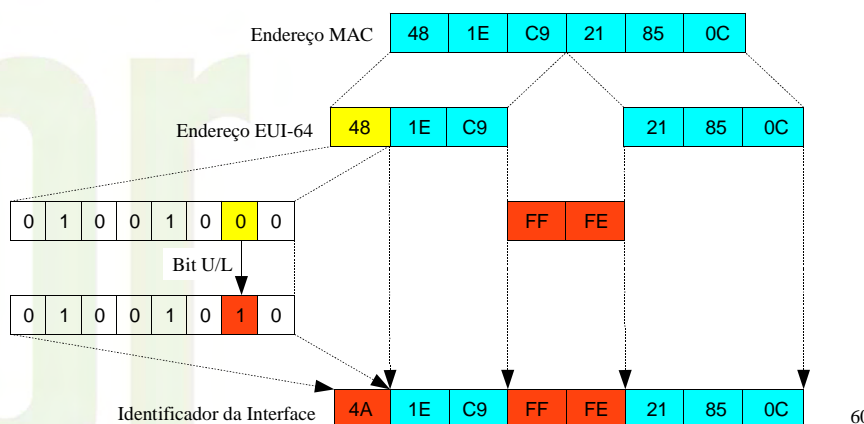 Endereço MAC 48 1E C9 21 85 0C
Endereço EUI-64 48 1E C9 21 85 0C
0 1 0 0 1 0 0 0 FF FE
Bit U/L
0 1 0 0 1 0 1 0
Identificador da Interface 4A 1E C9 FF FE 21 85 0C